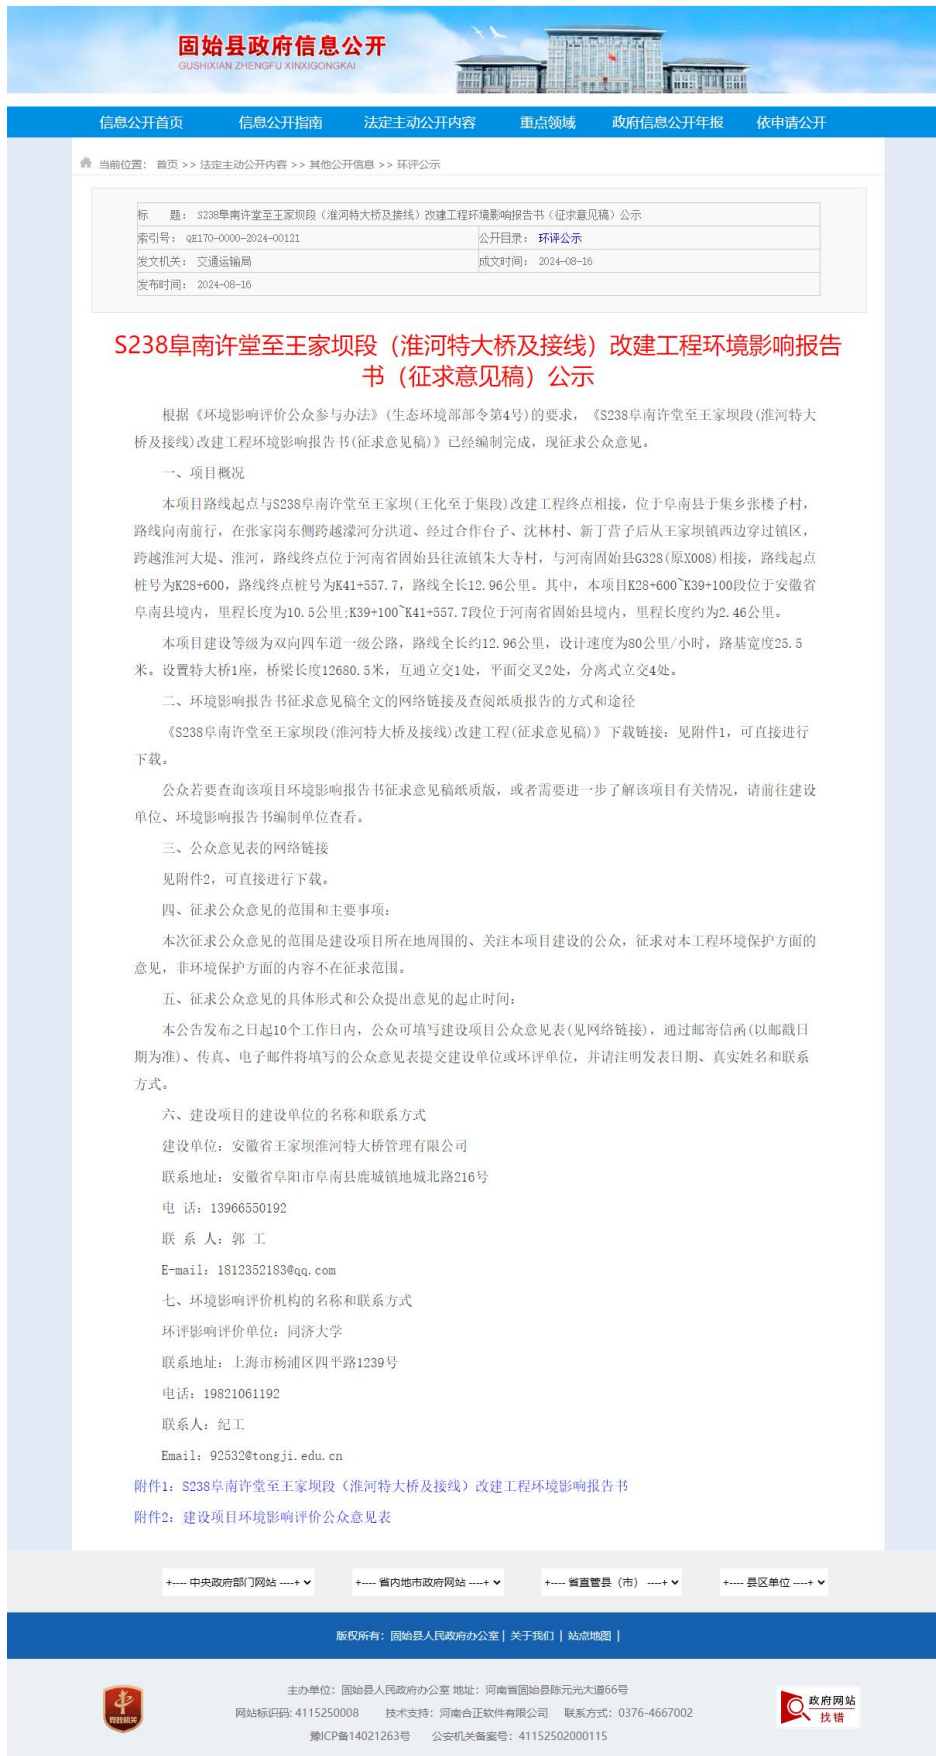 固始县政府信息公开
GUSHIXIAN ZHENGFU XINXIGONGKAI
信息公开首页 信息公开指南 法定主动公开内容 重点领域 政府信息公开年报 依申请公开
当前位置： 首页 >> 法定主动公开内容 >> 其他公开信息 >> 环评公示
标 题： S238阜南许堂至王家坝段（淮河特大桥及接线）改建工程环境影响报告书（征求意见稿）公示
索引号： QE170-0000-2024-00121 公开目录： 环评公示
发文机关： 交通运输局 成文时间： 2024-08-16
发布时间： 2024-08-16
S238阜南许堂至王家坝段（淮河特大桥及接线）改建工程环境影响报告
书（征求意见稿）公示
根据《环境影响评价公众参与办法》(生态环境部部令第4号)的要求，《S238阜南许堂至王家坝段(淮河特大
桥及接线)改建工程环境影响报告书(征求意见稿)》已经编制完成，现征求公众意见。
一、项目概况
本项目路线起点与S238阜南许堂至王家坝(王化至于集段)改建工程终点相接，位于阜南县于集乡张楼子村，
路线向南前行，在张家岗东侧跨越濛河分洪道、经过合作台子、沈林村、新丁营子后从王家坝镇西边穿过镇区，
跨越淮河大堤、淮河，路线终点位于河南省固始县往流镇朱大寺村，与河南固始县G328(原X008)相接，路线起点
桩号为K28+600，路线终点桩号为K41+557.7，路线全长12.96公里。其中，本项目K28+600~K39+100段位于安徽省
阜南县境内，里程长度为10.5公里;K39+100~K41+557.7段位于河南省固始县境内，里程长度约为2.46公里。
本项目建设等级为双向四车道一级公路，路线全长约12.96公里，设计速度为80公里/小时，路基宽度25.5
米。设置特大桥1座，桥梁长度12680.5米，互通立交1处，平面交叉2处，分离式立交4处。
二、环境影响报告书征求意见稿全文的网络链接及查阅纸质报告的方式和途径
《S238阜南许堂至王家坝段(淮河特大桥及接线)改建工程(征求意见稿)》下载链接：见附件1，可直接进行
下载。
公众若要查询该项目环境影响报告书征求意见稿纸质版，或者需要进一步了解该项目有关情况，请前往建设
单位、环境影响报告书编制单位查看。
三、公众意见表的网络链接
见附件2，可直接进行下载。
四、征求公众意见的范围和主要事项：
本次征求公众意见的范围是建设项目所在地周围的、关注本项目建设的公众，征求对本工程环境保护方面的
意见，非环境保护方面的内容不在征求范围。
五、征求公众意见的具体形式和公众提出意见的起止时间：
本公告发布之日起10个工作日内，公众可填写建设项目公众意见表(见网络链接)，通过邮寄信函(以邮戳日
期为准)、传真、电子邮件将填写的公众意见表提交建设单位或环评单位，并请注明发表日期、真实姓名和联系
方式。
六、建设项目的建设单位的名称和联系方式
建设单位：安徽省王家坝淮河特大桥管理有限公司
联系地址：安徽省阜阳市阜南县鹿城镇地城北路216号
电 话：13966550192
联 系 人：郭 工
E-mail：1812352183@qq.com
七、环境影响评价机构的名称和联系方式
环评影响评价单位：同济大学
联系地址：上海市杨浦区四平路1239号
电话：19821061192
联系人：纪工
Email：92532@tongji.edu.cn
附件1：S238阜南许堂至王家坝段（淮河特大桥及接线）改建工程环境影响报告书
附件2：建设项目环境影响评价公众意见表
+---- 中央政府部门网站 ----+ +---- 省内地市政府网站 ----+ +---- 省直管县（市） ----+ +---- 县区单位 ----+
版权所有：固始县人民政府办公室 | 关于我们 | 站点地图 |
主办单位：固始县人民政府办公室 地址：河南省固始县陈元光大道66号
网站标识码: 4115250008 技术支持：河南合正软件有限公司 联系方式：0376-4667002
豫ICP备14021263号 公安机关备案号：41152502000115
党政机关
政府网站
找错